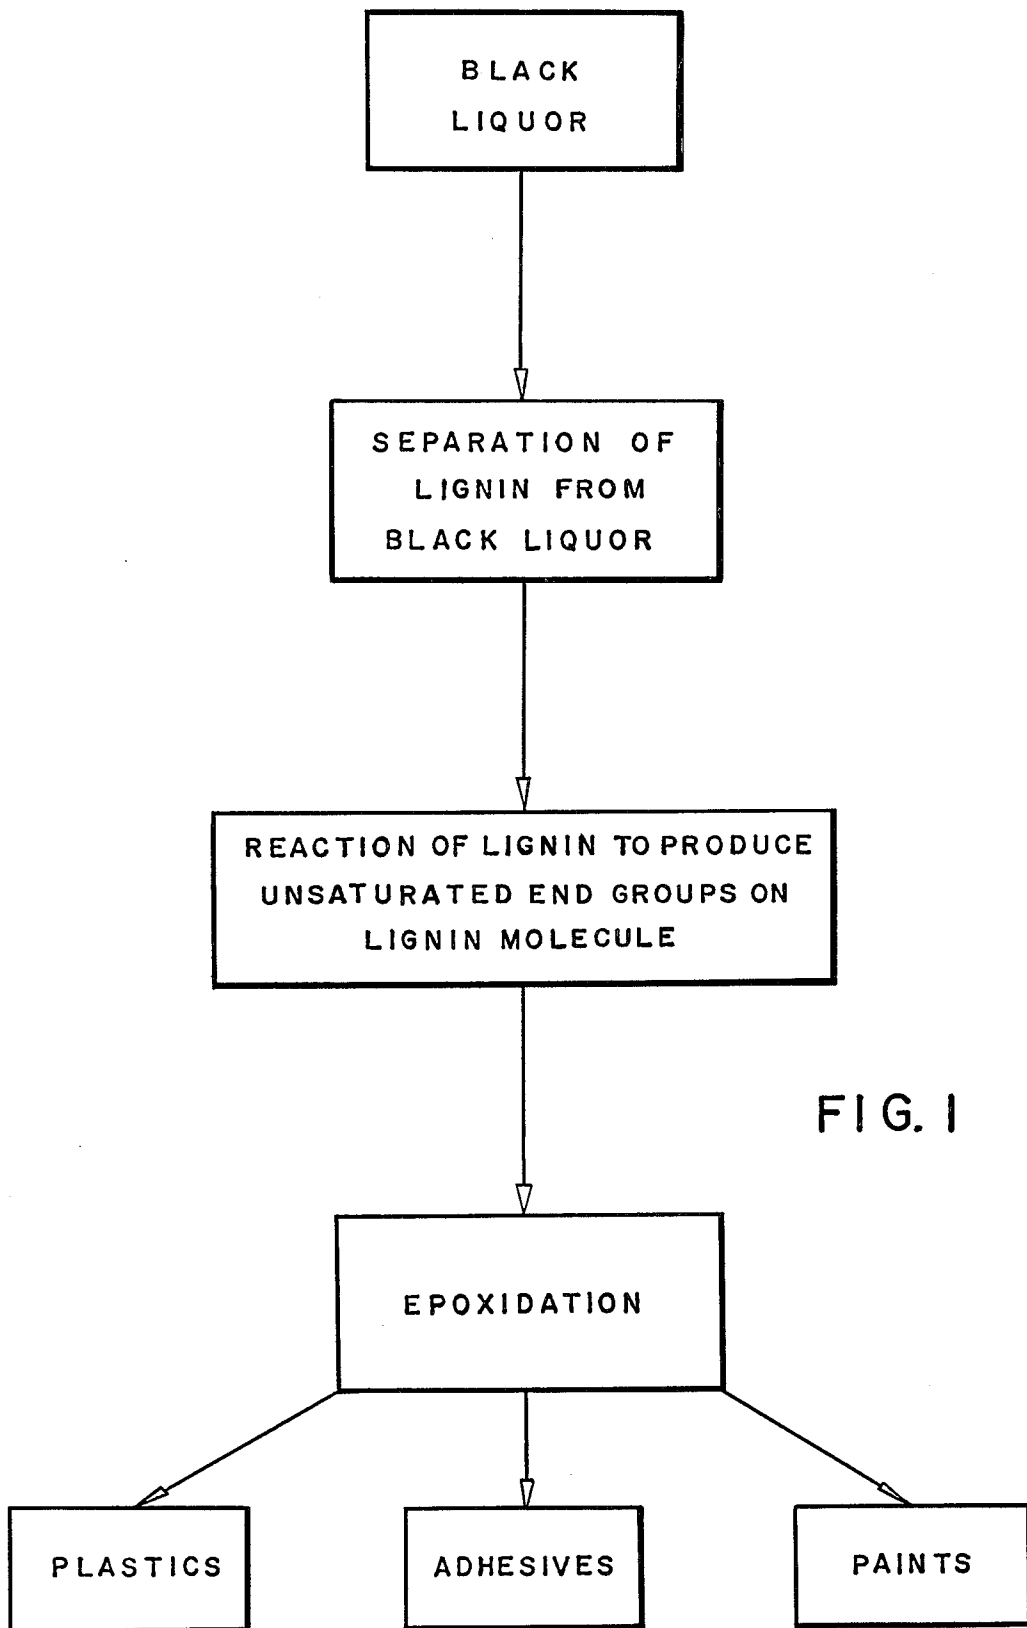 BLACK
LIQUOR
SEPARATION OF
LIGNIN FROM
BLACK LIQUOR
REACTION OF LIGNIN TO PRODUCE
UNSATURATED END GROUPS ON
LIGNIN MOLECULE
FIG. 1
EPOXIDATION
PLASTICS
ADHESIVES
PAINTS